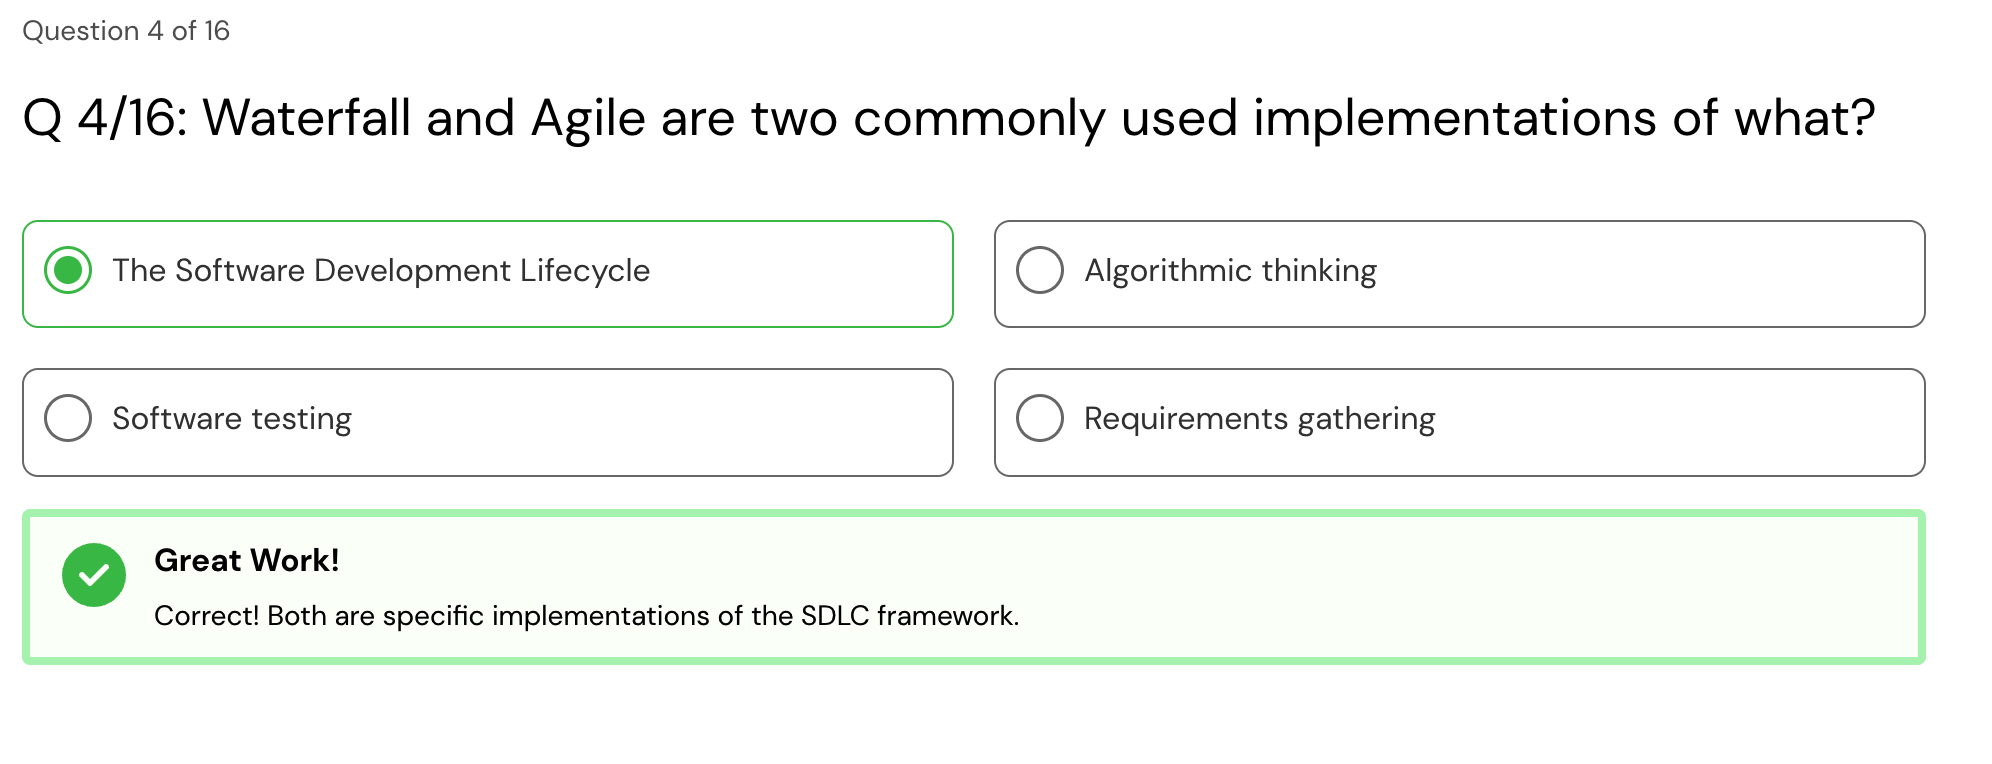 Question 4 of 16
Q 4/16: Waterfall and Agile are two commonly used implementations of what?
The Software Development Lifecycle
Algorithmic thinking
Software testing
Requirements gathering
Great Work!
Correct! Both are specific implementations of the SDLC framework.